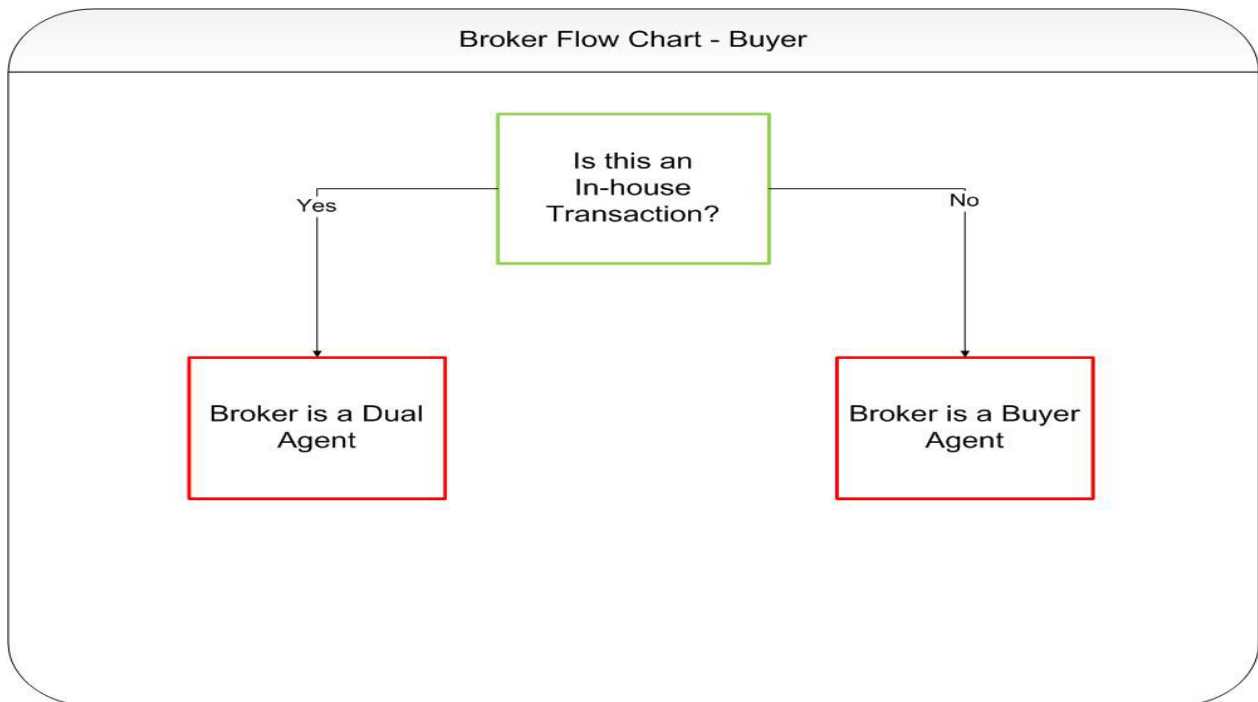 Broker Flow Chart - Buyer
Is this an
In-house
Transaction?
Yes
No
Broker is a Dual
Agent
Broker is a Buyer
Agent